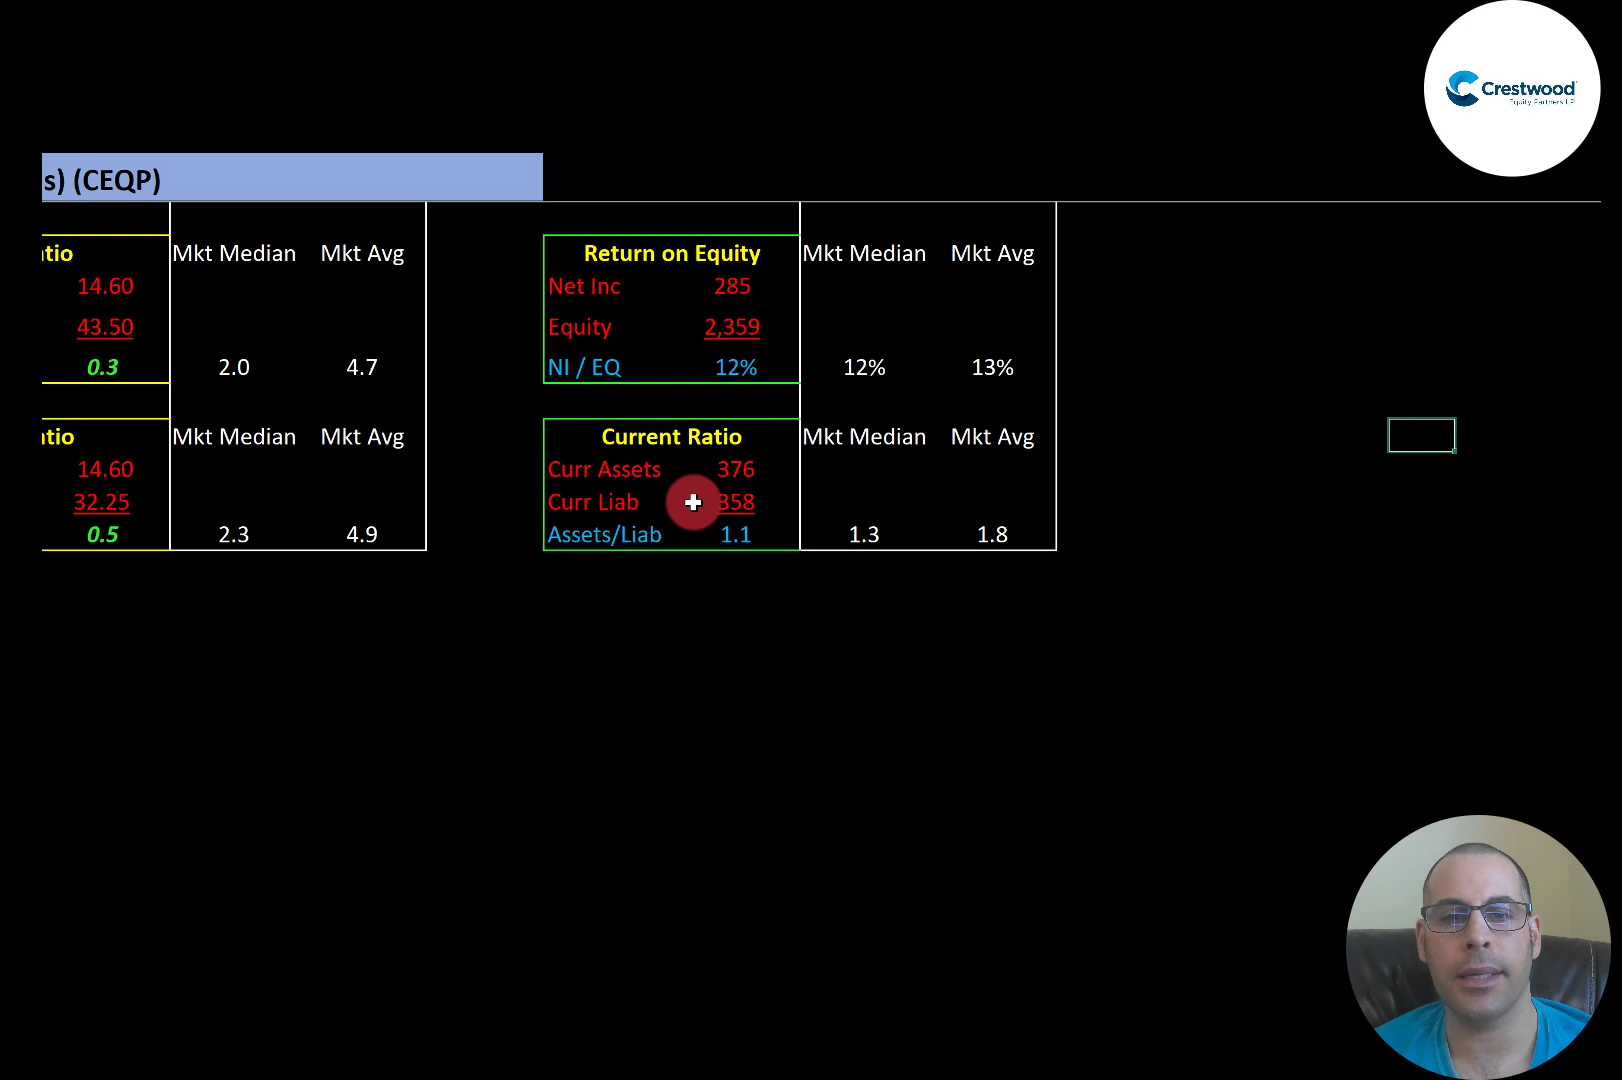 Crestwood
Equity Partners LP
s) (CEQP)
tio Mkt Median Mkt Avg
14.60
43.50
0.3 2.0 4.7
Return on Equity Mkt Median Mkt Avg
Net Inc 285
Equity 2,359
NI / EQ 12% 12% 13%
tio Mkt Median Mkt Avg
14.60
32.25
0.5 2.3 4.9
Current Ratio Mkt Median Mkt Avg
Curr Assets 376
Curr Liab 358
Assets/Liab 1.1 1.3 1.8